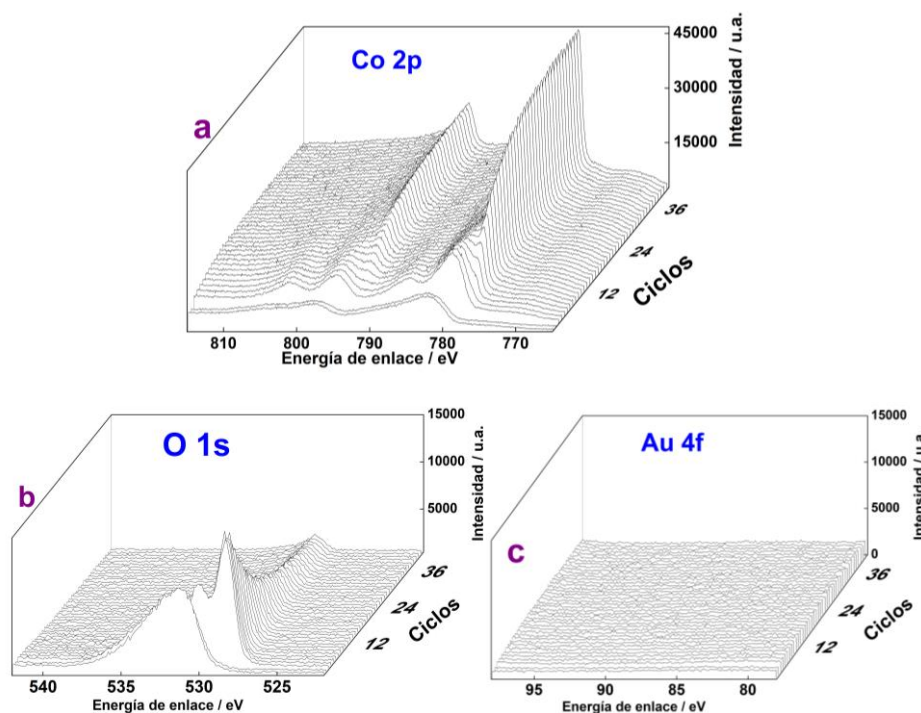 Co 2p
a
45000
30000
15000
Intensidad / u.a.
36
24
12
Ciclos
810 800 790 780 770
Energía de enlace / eV
O 1s
b
15000
10000
5000
Intensidad / u.a.
36
24
12
Ciclos
540 535 530 525
Energía de enlace / eV
Au 4f
c
15000
10000
5000
0
Intensidad / u.a.
36
24
12
Ciclos
95 90 85 80
Energía de enlace / eV